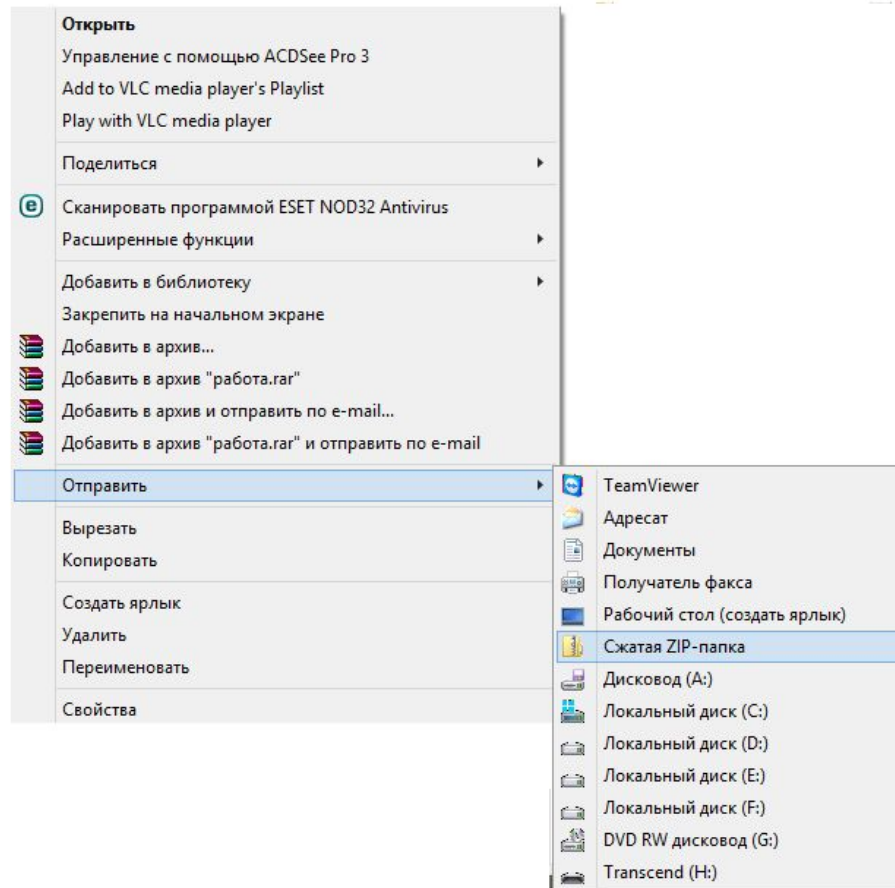 Открыть
Управление с помощью ACDSee Pro 3
Add to VLC media player's Playlist
Play with VLC media player
Поделиться
Сканировать программой ESET NOD32 Antivirus
Расширенные функции
Добавить в библиотеку
Закрепить на начальном экране
Добавить в архив...
Добавить в архив "работа.rar"
Добавить в архив и отправить по e-mail...
Добавить в архив "работа.rar" и отправить по e-mail
Отправить
Вырезать
Копировать
Создать ярлык
Удалить
Переименовать
Свойства
TeamViewer
Адресат
Документы
Получатель факса
Рабочий стол (создать ярлык)
Сжатая ZIP-папка
Дисковод (A:)
Локальный диск (C:)
Локальный диск (D:)
Локальный диск (E:)
Локальный диск (F:)
DVD RW дисковод (G:)
Transcend (H:)